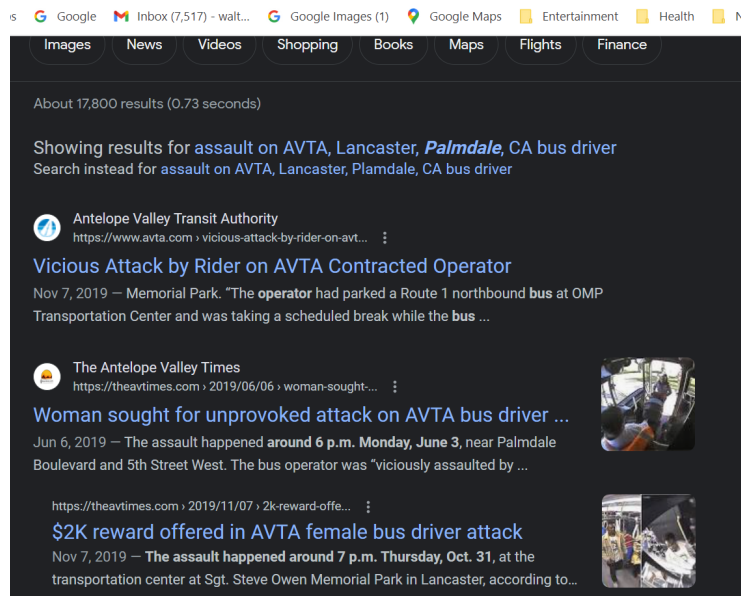 Google
Inbox (7,517) - walt...
Google Images (1)
Google Maps
Entertainment
Health
Images
News
Videos
Shopping
Books
Maps
Flights
Finance
About 17,800 results (0.73 seconds)
Showing results for assault on AVTA, Lancaster, Palmdale, CA bus driver
Search instead for assault on AVTA, Lancaster, Plamdale, CA bus driver
Antelope Valley Transit Authority
https://www.avta.com › vicious-attack-by-rider-on-avt...
Vicious Attack by Rider on AVTA Contracted Operator
Nov 7, 2019 — Memorial Park. “The operator had parked a Route 1 northbound bus at OMP
Transportation Center and was taking a scheduled break while the bus ...
The Antelope Valley Times
https://theavtimes.com › 2019/06/06 › woman-sought-...
Woman sought for unprovoked attack on AVTA bus driver ...
Jun 6, 2019 — The assault happened around 6 p.m. Monday, June 3, near Palmdale
Boulevard and 5th Street West. The bus operator was “viciously assaulted by ...
https://theavtimes.com › 2019/11/07 › 2k-reward-offe...
$2K reward offered in AVTA female bus driver attack
Nov 7, 2019 — The assault happened around 7 p.m. Thursday, Oct. 31, at the
transportation center at Sgt. Steve Owen Memorial Park in Lancaster, according to...